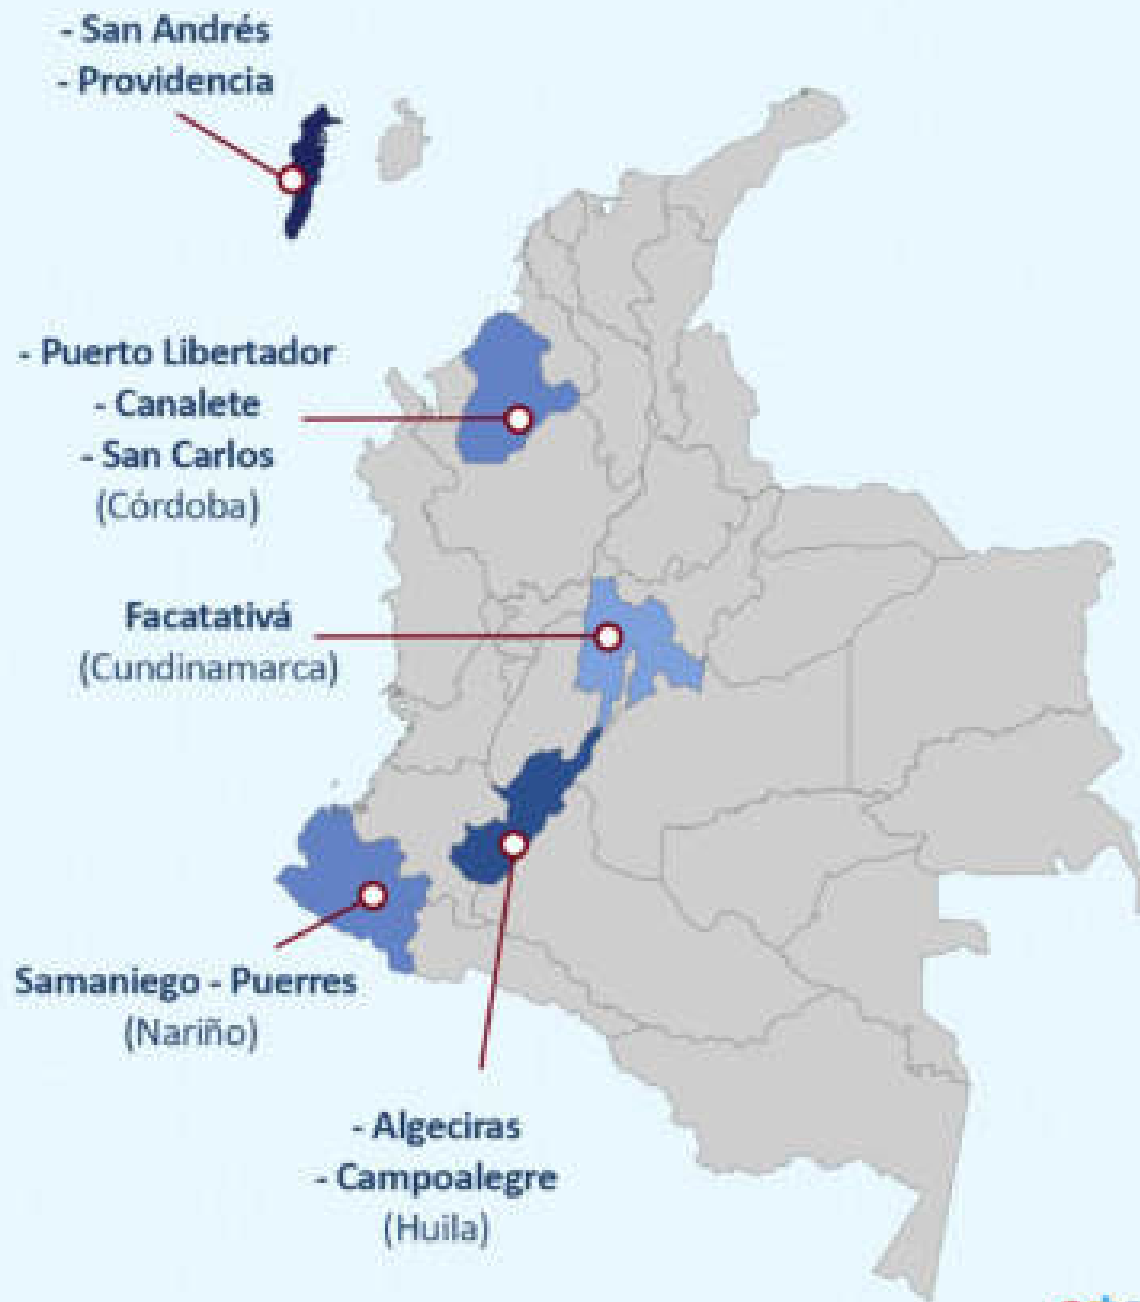 - San Andrés
- Providencia
- Puerto Libertador
- Canalete
- San Carlos
(Córdoba)
Facatativá
(Cundinamarca)
Samaniego - Puerres
(Nariño)
- Algeciras
- Campoalegre
(Huila)